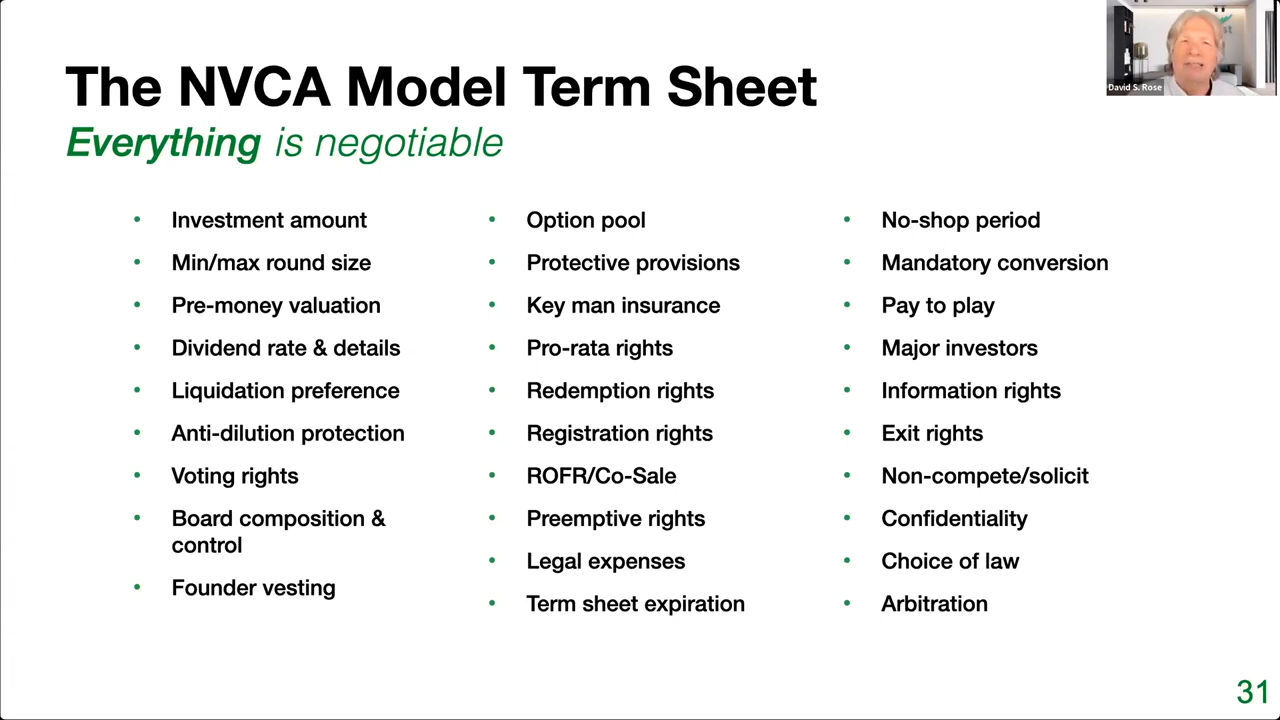 The NVCA Model Term Sheet
Everything is negotiable
David S. Rose
• Investment amount
• Min/max round size
• Pre-money valuation
• Dividend rate & details
• Liquidation preference
• Anti-dilution protection
• Voting rights
• Board composition &
control
• Founder vesting
• Option pool
• Protective provisions
• Key man insurance
• Pro-rata rights
• Redemption rights
• Registration rights
• ROFR/Co-Sale
• Preemptive rights
• Legal expenses
• Term sheet expiration
• No-shop period
• Mandatory conversion
• Pay to play
• Major investors
• Information rights
• Exit rights
• Non-compete/solicit
• Confidentiality
• Choice of law
• Arbitration
31